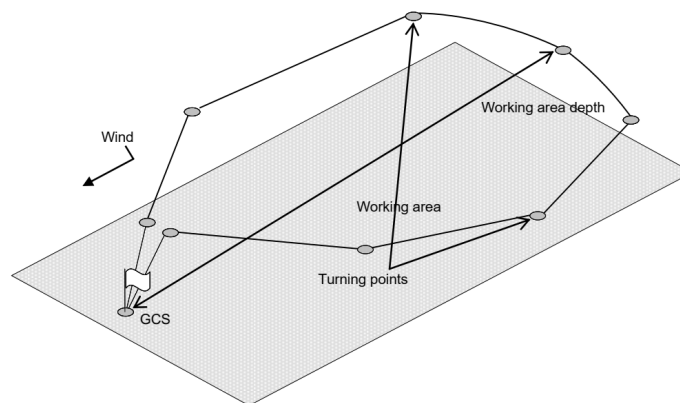 Working area depth
Wind
Working area
Turning points
GCS